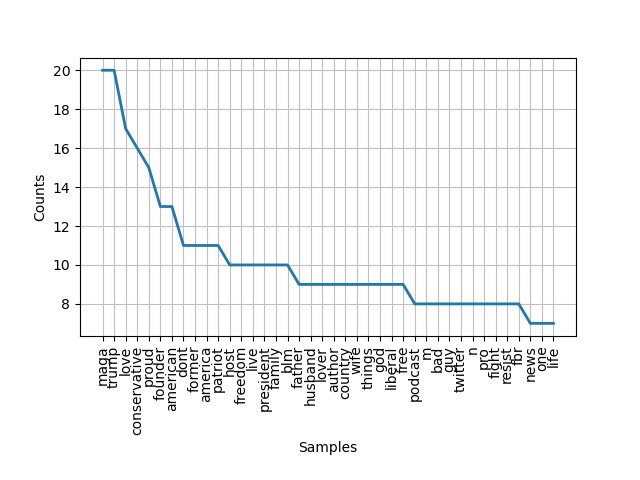 20
18
16
14
12
10
8
Counts
maga
trump
love
conservative
proud
founder
american
dont
former
america
patriot
host
freedom
live
president
family
blm
father
husband
lover
author
country
wife
things
god
liberal
free
podcast
m
bad
guy
twitter
n
pro
fight
resist
fbr
news
one
life
Samples